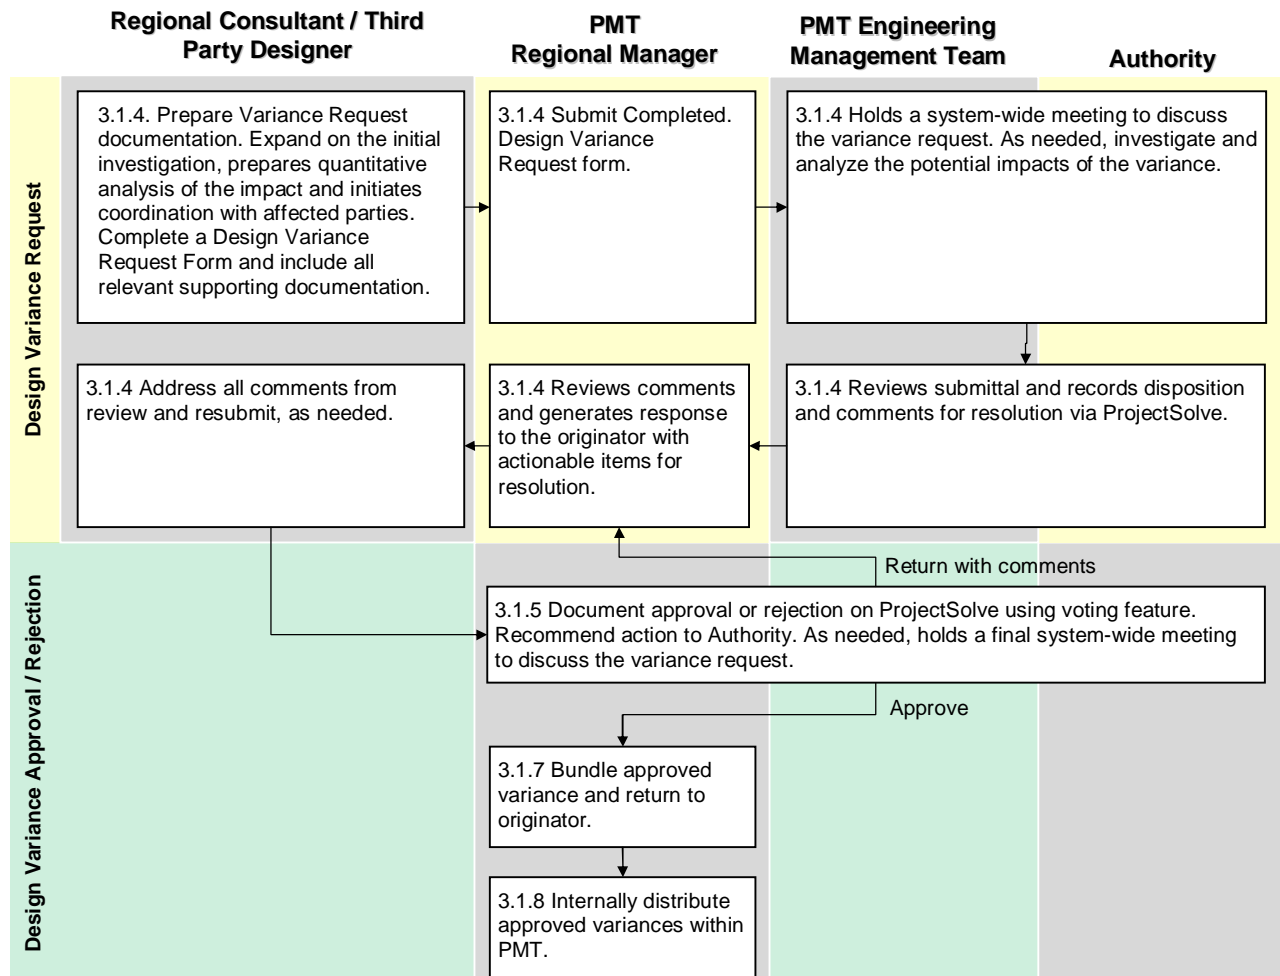 Regional Consultant / Third
Party Designer
PMT
Regional Manager
PMT Engineering
Management Team
Authority
Design Variance Request
3.1.4. Prepare Variance Request
documentation. Expand on the initial
investigation, prepares quantitative
analysis of the impact and initiates
coordination with affected parties.
Complete a Design Variance
Request Form and include all
relevant supporting documentation.
3.1.4 Submit Completed.
Design Variance
Request form.
3.1.4 Holds a system-wide meeting to discuss
the variance request. As needed, investigate and
analyze the potential impacts of the variance.
3.1.4 Address all comments from
review and resubmit, as needed.
3.1.4 Reviews comments
and generates response
to the originator with
actionable items for
resolution.
3.1.4 Reviews submittal and records disposition
and comments for resolution via ProjectSolve.
Design Variance Approval / Rejection
Return with comments
3.1.5 Document approval or rejection on ProjectSolve using voting feature.
Recommend action to Authority. As needed, holds a final system-wide meeting
to discuss the variance request.
Approve
3.1.7 Bundle approved
variance and return to
originator.
3.1.8 Internally distribute
approved variances within
PMT.